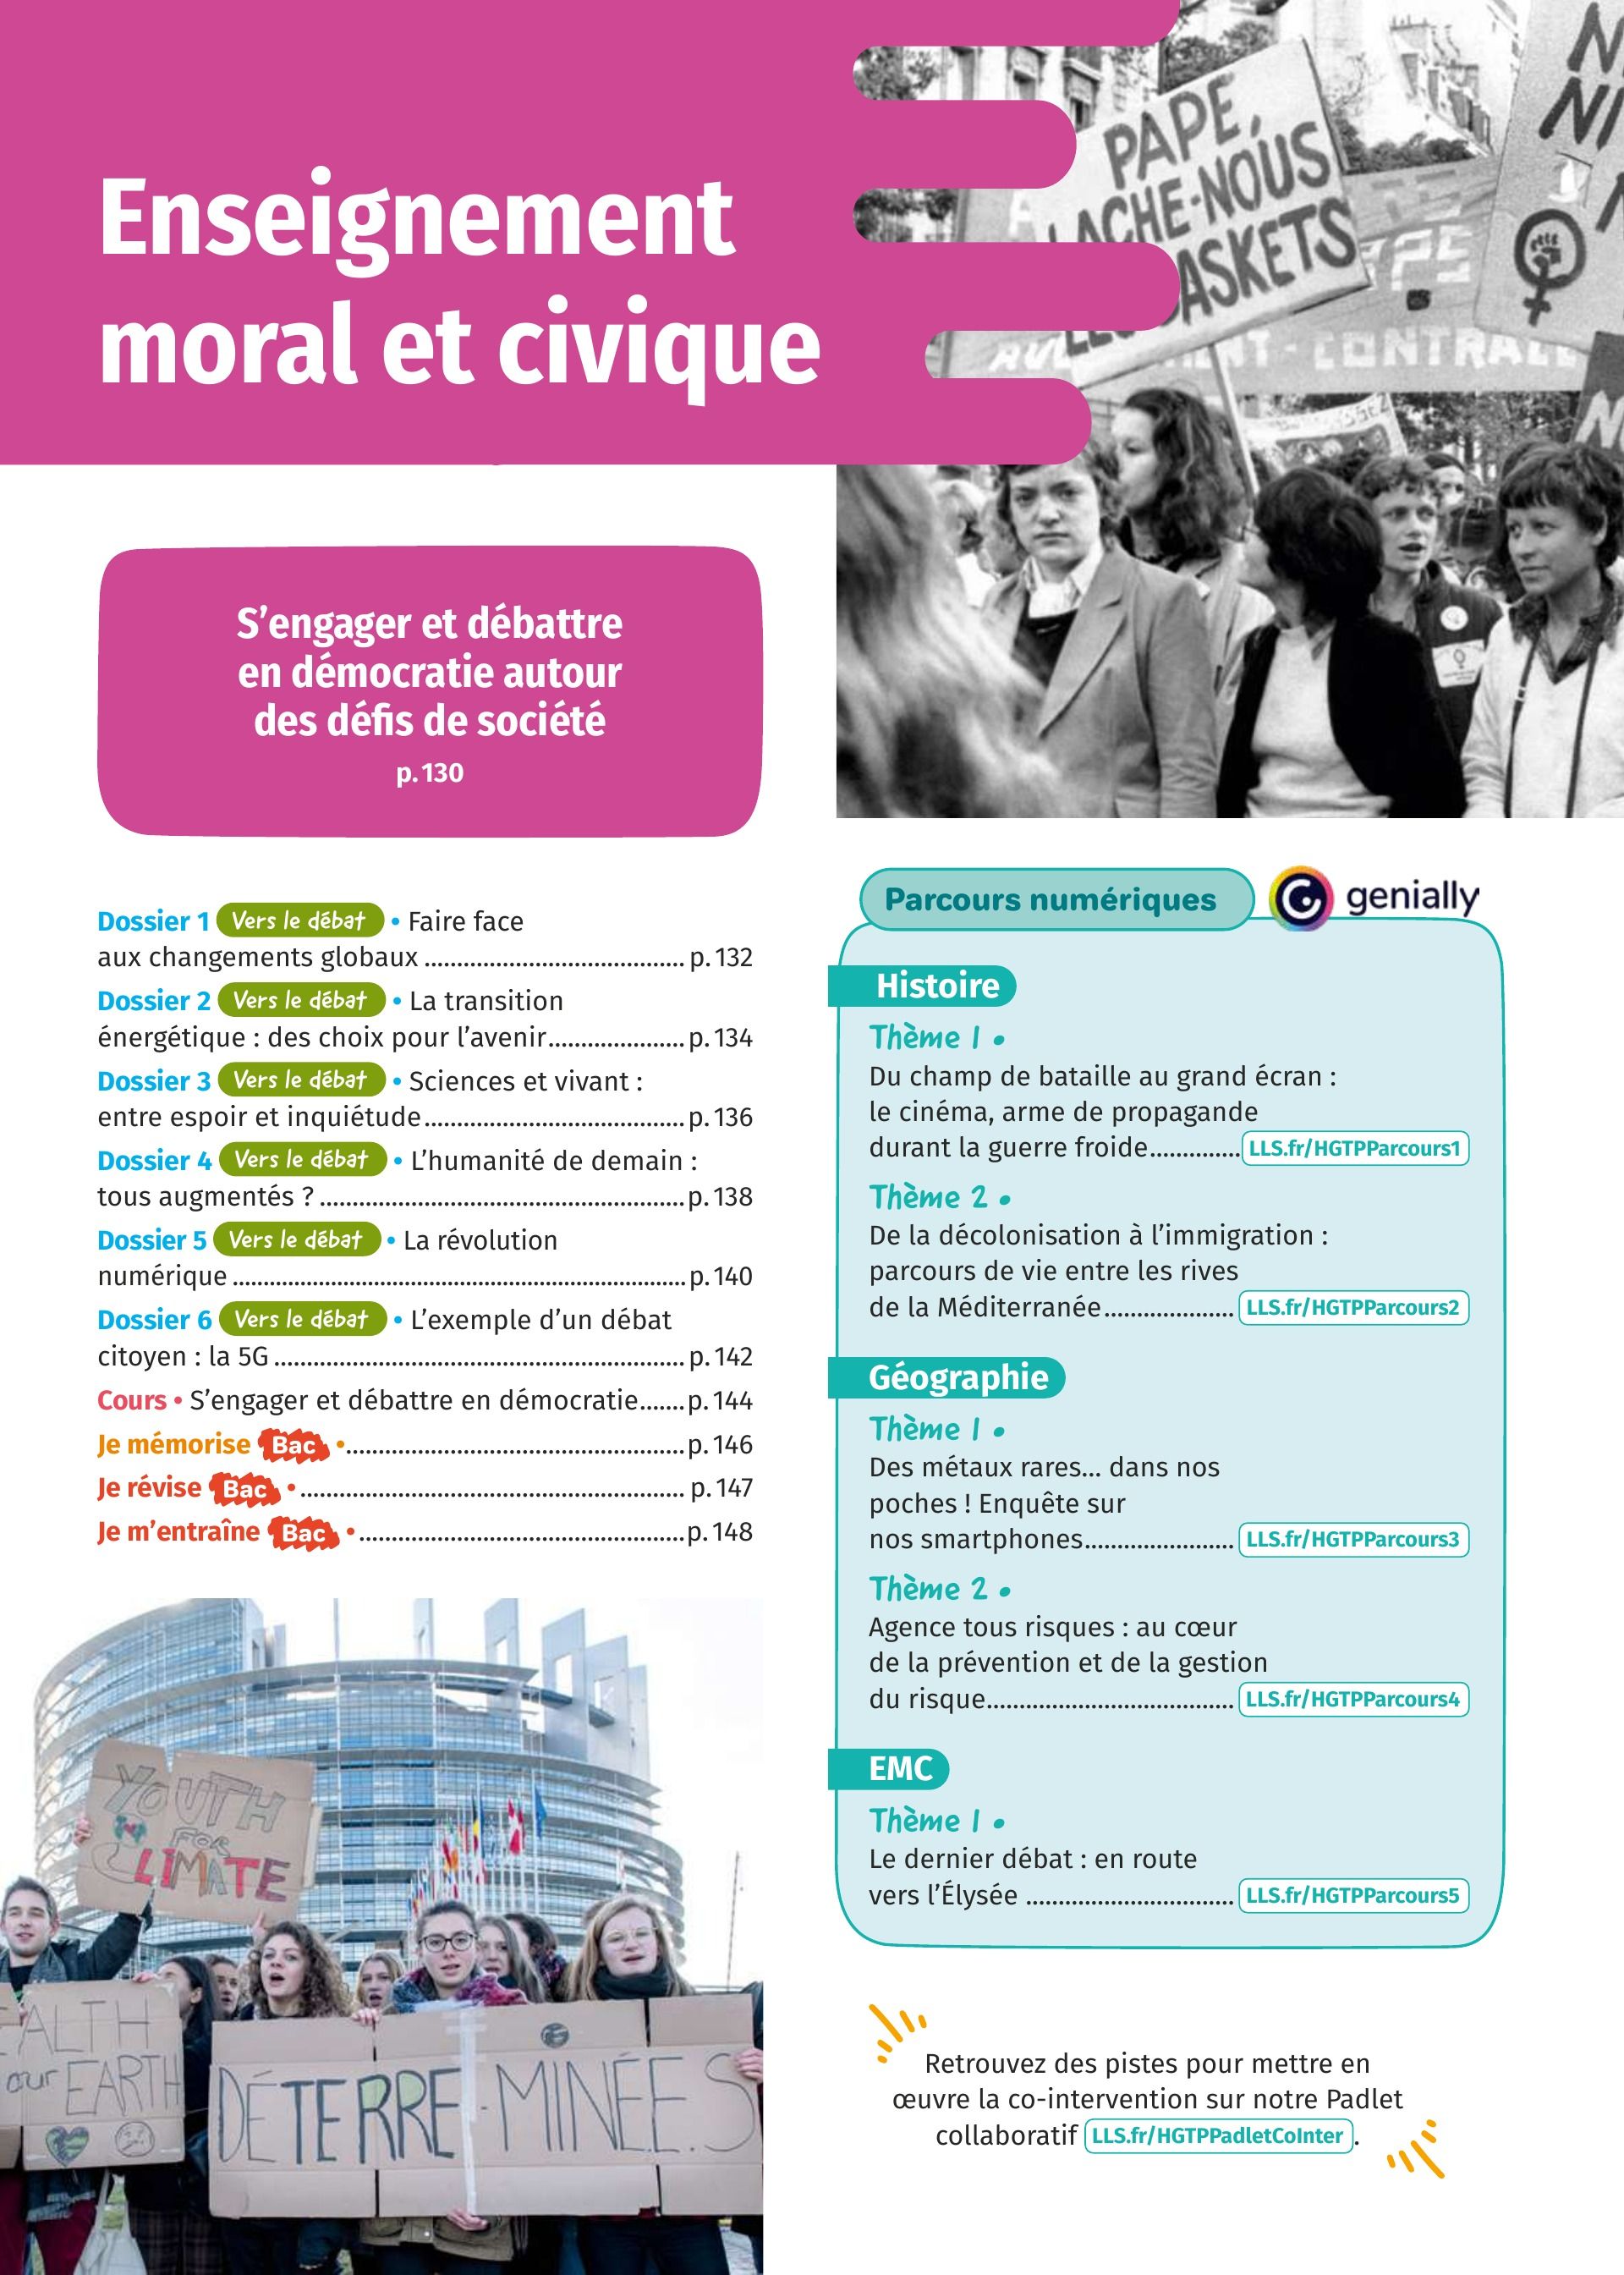 Enseignement
moral et civique
PAPE,
LACHE-NOUS
ASKETS
CONTRALE
S’engager et débattre
en démocratie autour
des défis de société
p. 130
Dossier 1 Vers le débat • Faire face
aux changements globaux ..................................... p. 132
Dossier 2 Vers le débat • La transition
énergétique : des choix pour l’avenir................... p. 134
Dossier 3 Vers le débat • Sciences et vivant :
entre espoir et inquiétude..................................... p. 136
Dossier 4 Vers le débat • L’humanité de demain :
tous augmentés ?.................................................... p. 138
Dossier 5 Vers le débat • La révolution
numérique ................................................................ p. 140
Dossier 6 Vers le débat • L’exemple d’un débat
citoyen : la 5G .......................................................... p. 142
Cours • S’engager et débattre en démocratie....... p. 144
Je mémorise Bac •................................................ p. 146
Je révise Bac •...................................................... p. 147
Je m’entraîne Bac •.............................................. p. 148
YOUTH
FOR
CLIMATE
EALTH
our EARTH
DÉTERRE-MINÉE.S
Parcours numériques genially
Histoire
Thème 1 •
Du champ de bataille au grand écran :
le cinéma, arme de propagande
durant la guerre froide............. LLS.fr/HGTPParcours1
Thème 2 •
De la décolonisation à l’immigration :
parcours de vie entre les rives
de la Méditerranée................... LLS.fr/HGTPParcours2
Géographie
Thème 1 •
Des métaux rares... dans nos
poches ! Enquête sur
nos smartphones...................... LLS.fr/HGTPParcours3
Thème 2 •
Agence tous risques : au cœur
de la prévention et de la gestion
du risque................................... LLS.fr/HGTPParcours4
EMC
Thème 1 •
Le dernier débat : en route
vers l’Élysée ............................. LLS.fr/HGTPParcours5
Retrouvez des pistes pour mettre en
œuvre la co-intervention sur notre Padlet
collaboratif LLS.fr/HGTPPadletCoInter .